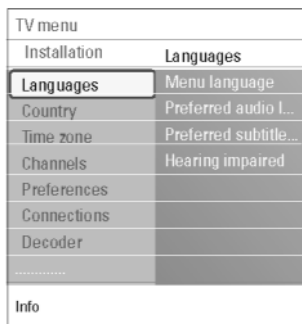 TV menu
Installation
Languages
Languages
Menu language
Country
Preferred audio l...
Time zone
Preferred subtitle...
Channels
Hearing impaired
Preferences
Connections
Decoder
.............
Info